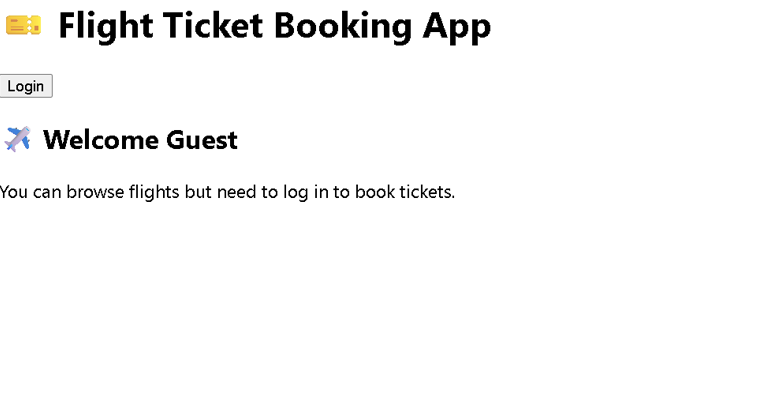 🎫 Flight Ticket Booking App
Login
✈️ Welcome Guest
You can browse flights but need to log in to book tickets.